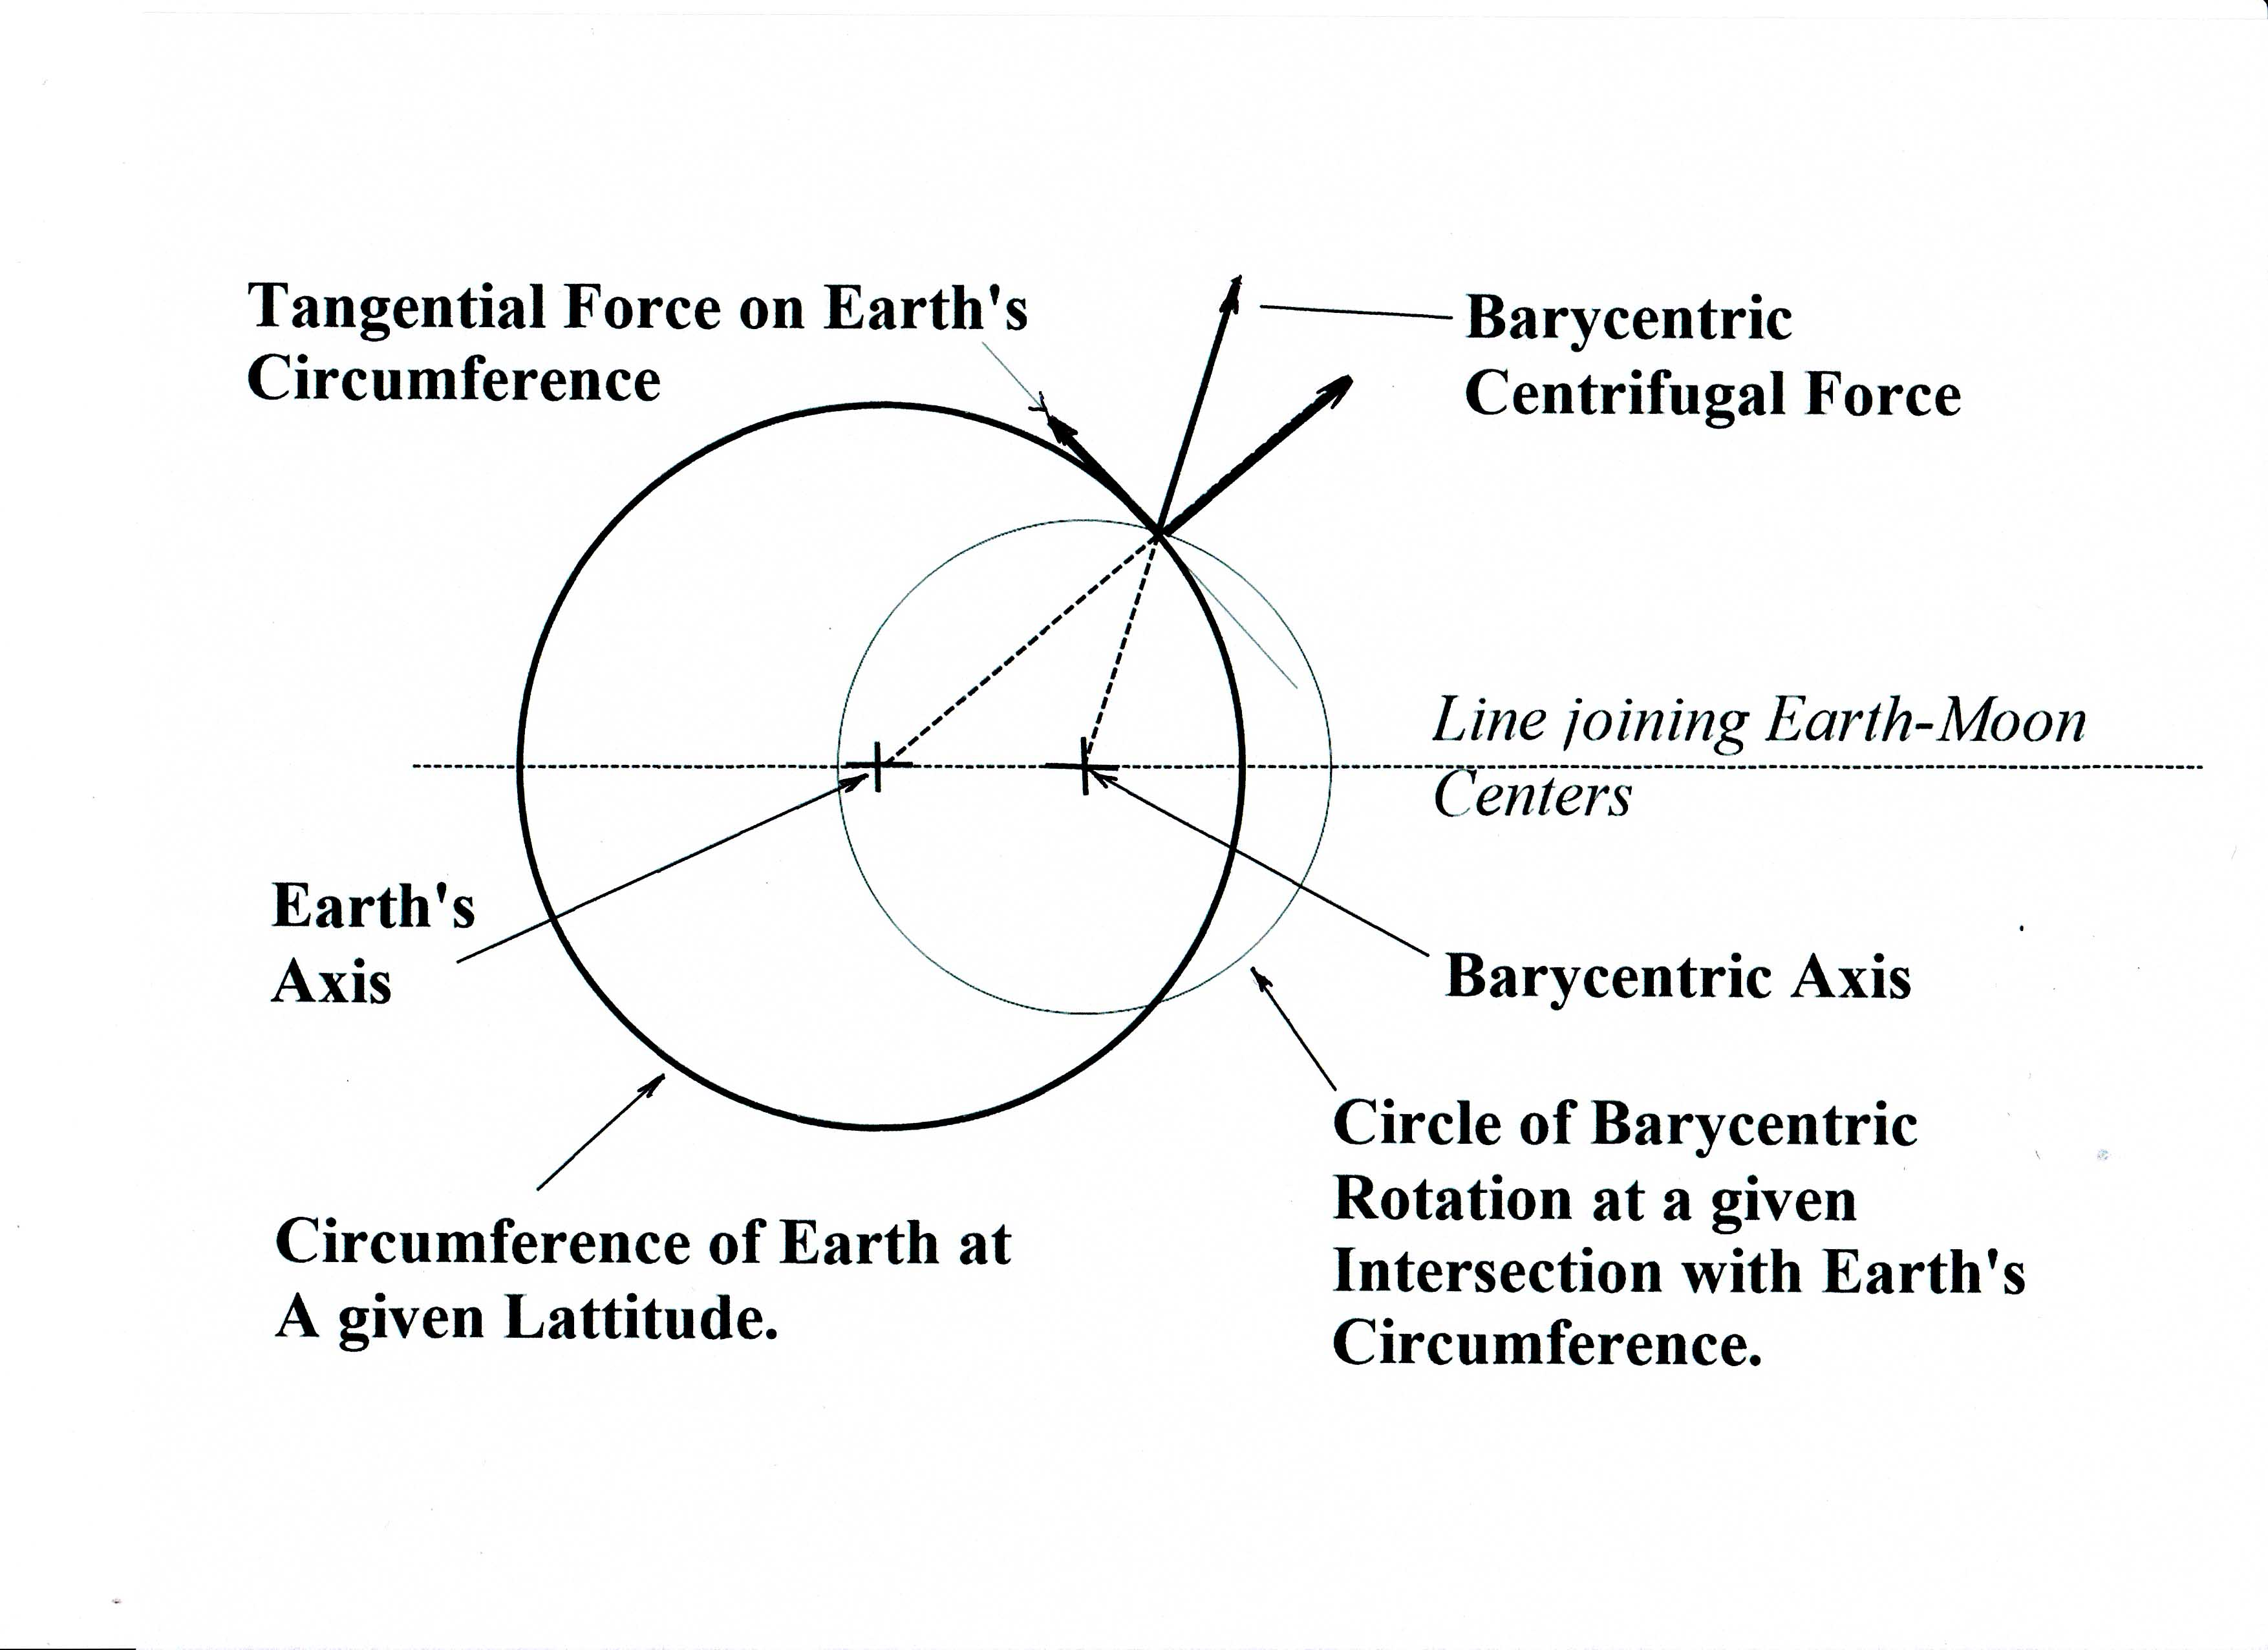 Tangential Force on Earth's
Circumference
Barycentric
Centrifugal Force
Line joining Earth-Moon
Centers
Earth's
Axis
Barycentric Axis
Circle of Barycentric
Rotation at a given
Intersection with Earth's
Circumference.
Circumference of Earth at
A given Lattitude.